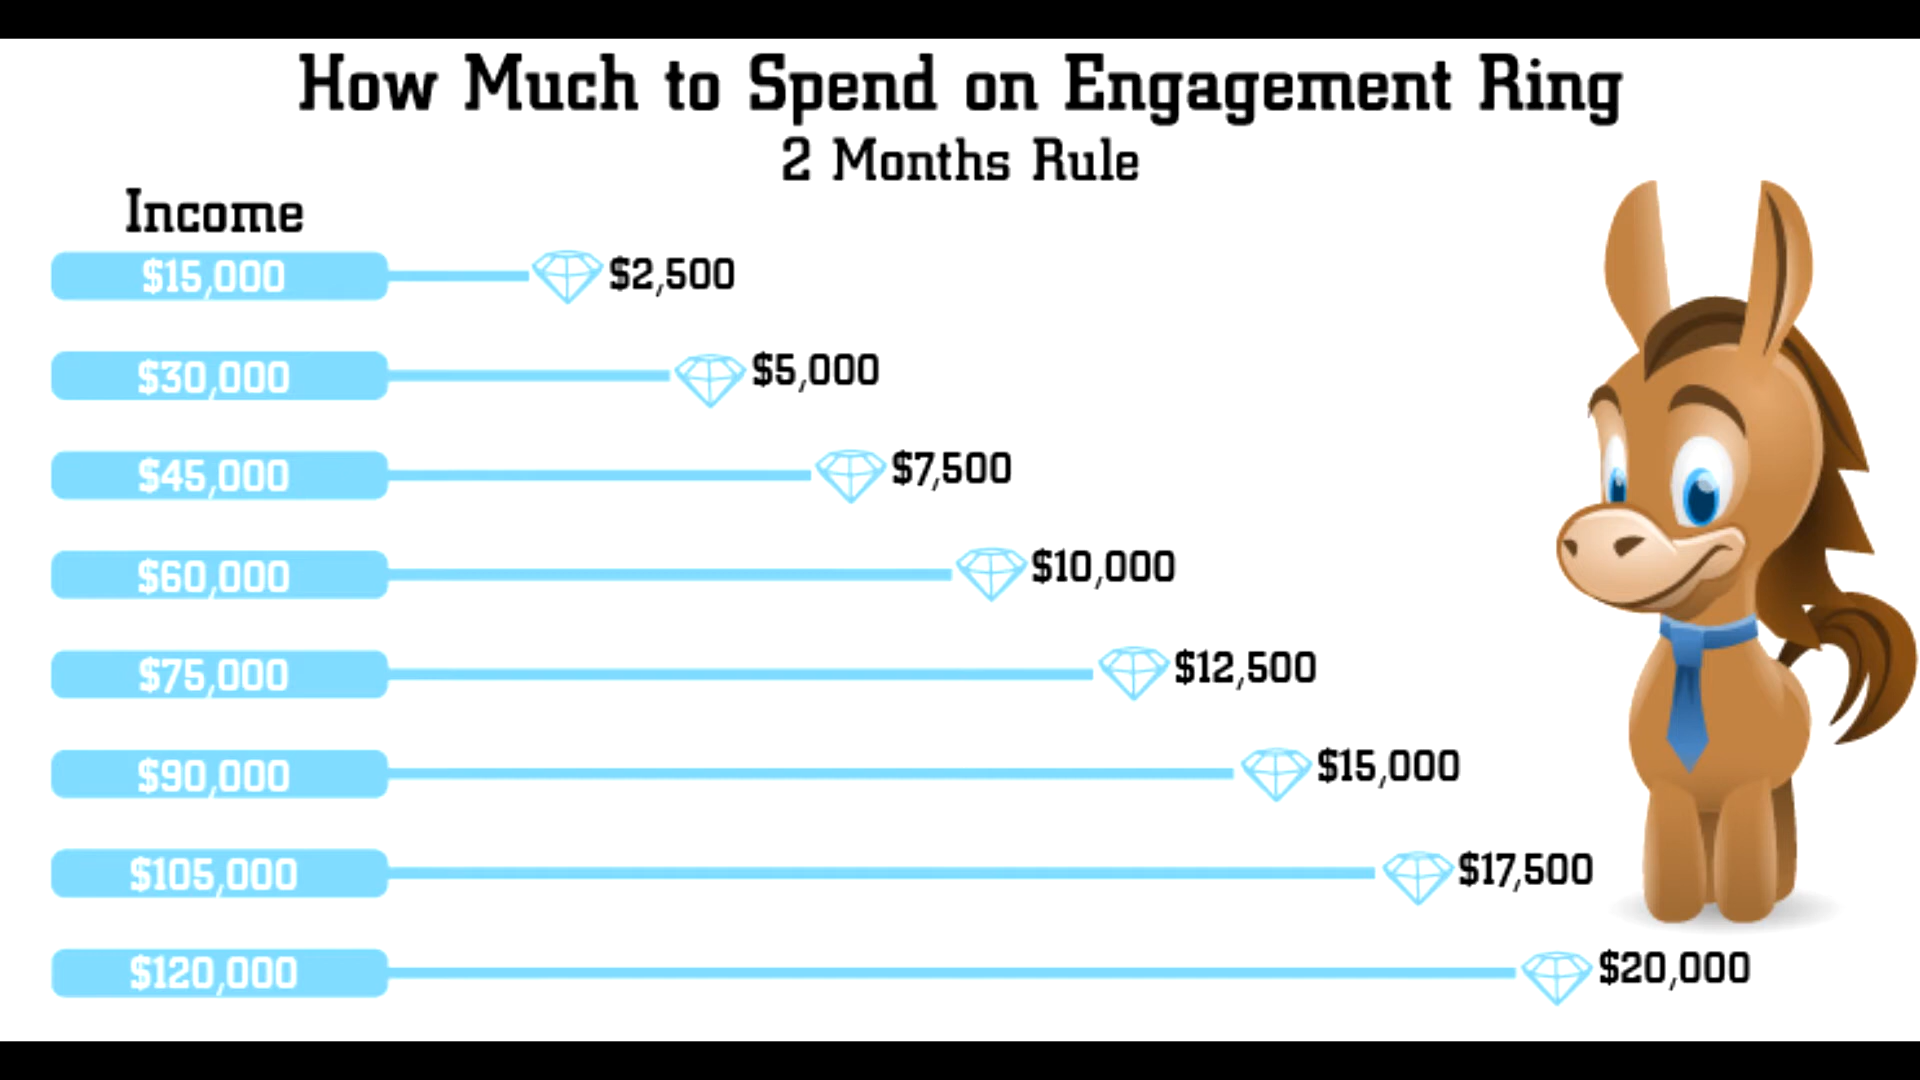 How Much to Spend on Engagement Ring
2 Months Rule
Income
$15,000 $2,500
$30,000 $5,000
$45,000 $7,500
$60,000 $10,000
$75,000 $12,500
$90,000 $15,000
$105,000 $17,500
$120,000 $20,000